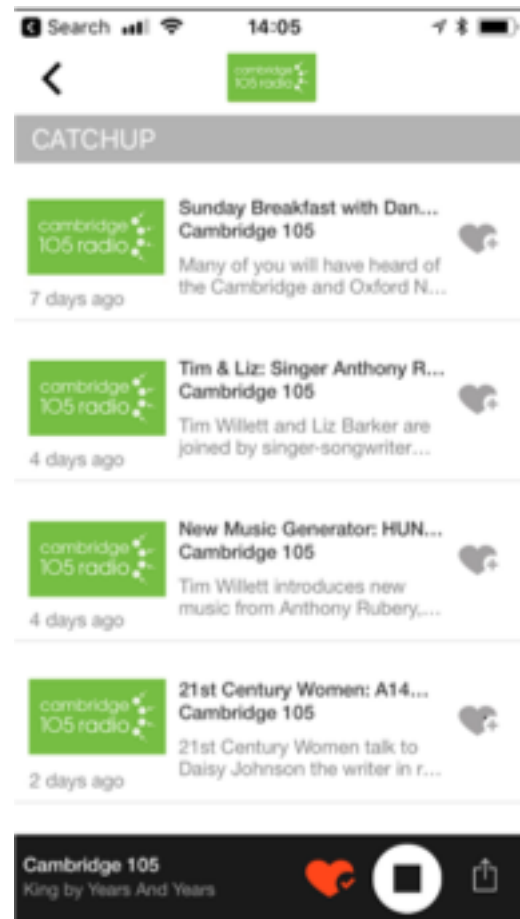 Search
14:05
cambridge
105 radio
CATCHUP
cambridge
105 radio
7 days ago
Sunday Breakfast with Dan...
Cambridge 105
Many of you will have heard of
the Cambridge and Oxford N...
cambridge
105 radio
4 days ago
Tim & Liz: Singer Anthony R...
Cambridge 105
Tim Willett and Liz Barker are
joined by singer-songwriter...
cambridge
105 radio
4 days ago
New Music Generator: HUN...
Cambridge 105
Tim Willett introduces new
music from Anthony Rubery,...
cambridge
105 radio
2 days ago
21st Century Women: A14...
Cambridge 105
21st Century Women talk to
Daisy Johnson the writer in r...
Cambridge 105
King by Years And Years